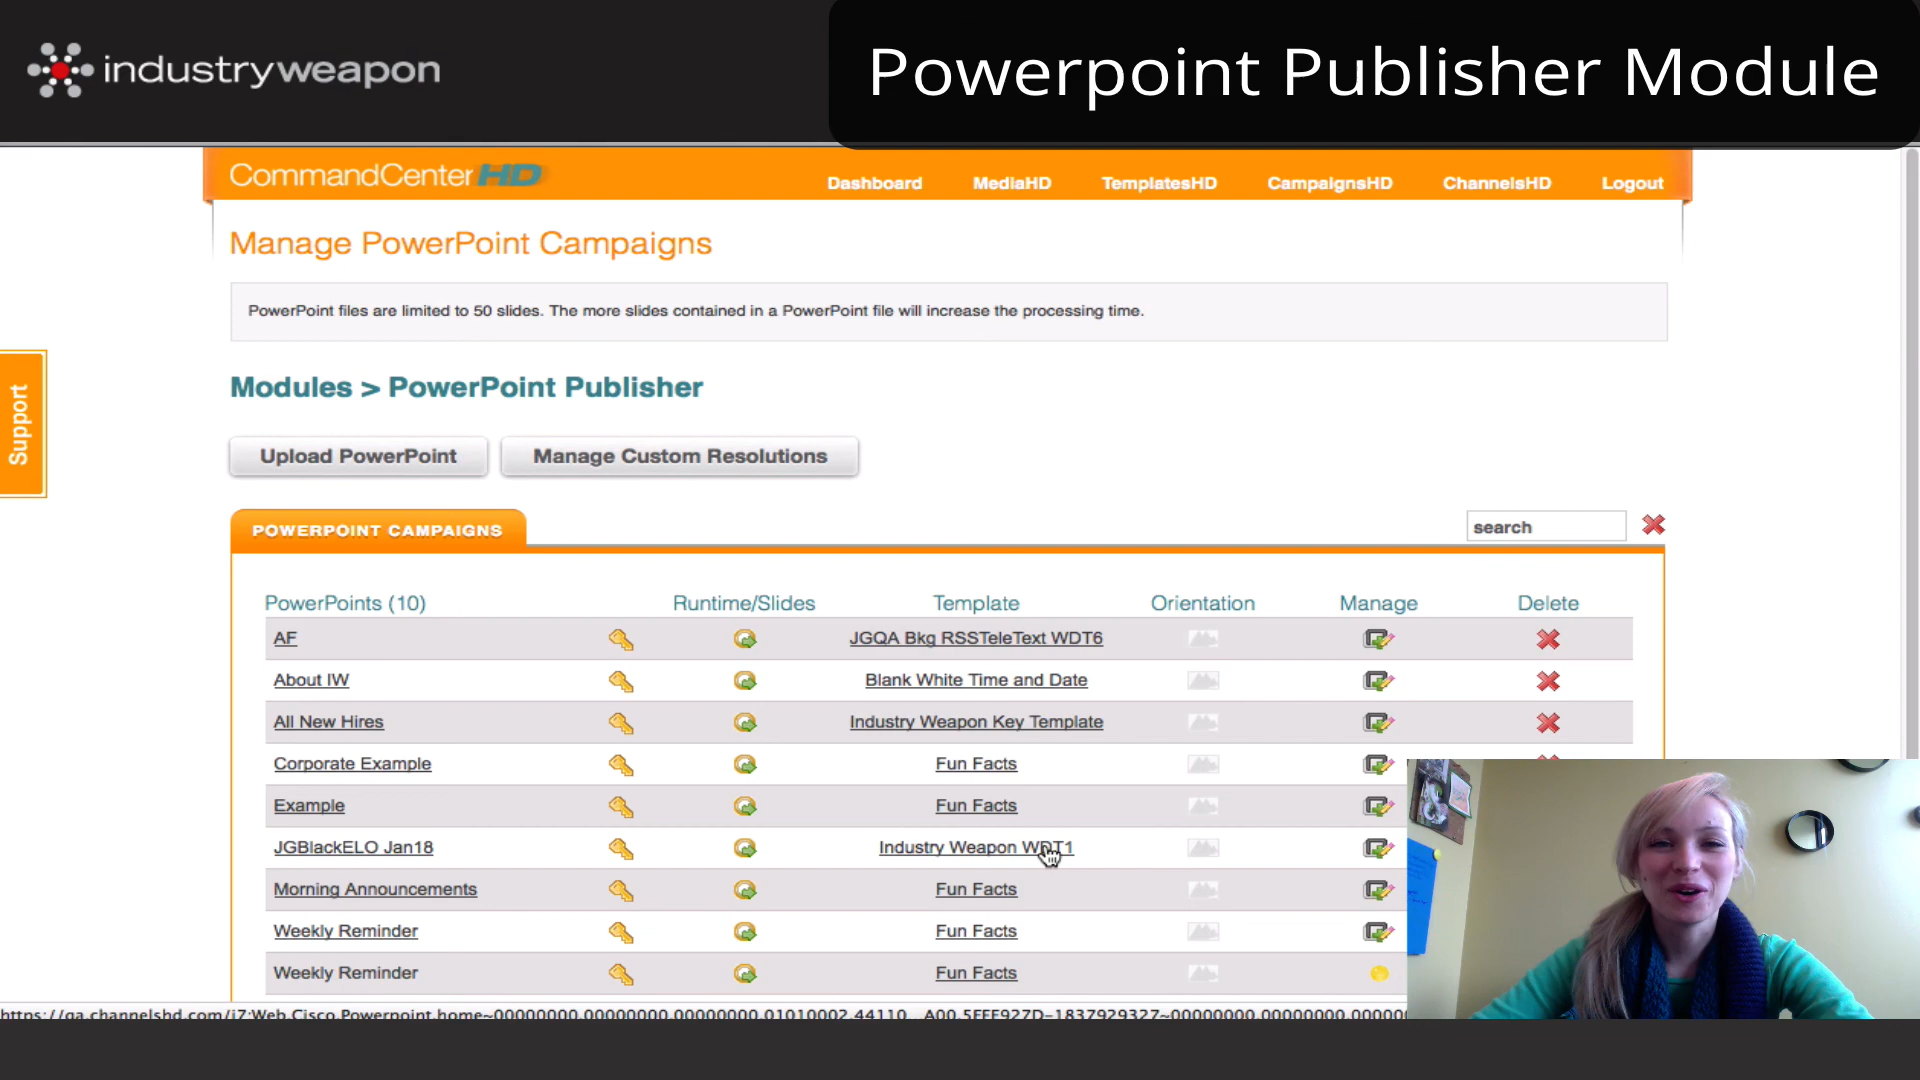 industryweapon
Powerpoint Publisher Module
CommandCenterHD
Dashboard MediaHD TemplatesHD CampaignsHD ChannelsHD Logout
Manage PowerPoint Campaigns
PowerPoint files are limited to 50 slides. The more slides contained in a PowerPoint file will increase the processing time.
Support
Modules > PowerPoint Publisher
Upload PowerPoint Manage Custom Resolutions
POWERPOINT CAMPAIGNS search
PowerPoints (10) Runtime/Slides Template Orientation Manage Delete
AF JGQA Bkg RSSTeleText WDT6
About IW Blank White Time and Date
All New Hires Industry Weapon Key Template
Corporate Example Fun Facts
Example Fun Facts
JGBlackELO Jan18 Industry Weapon WDT1
Morning Announcements Fun Facts
Weekly Reminder Fun Facts
Weekly Reminder Fun Facts